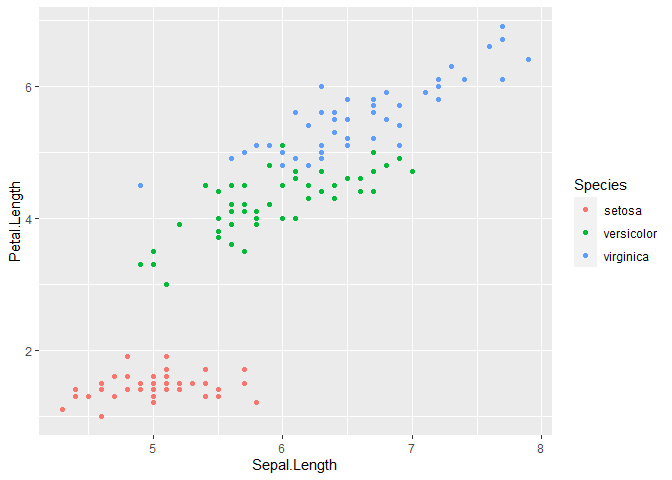 6
4
2
Petal.Length
5
6
7
8
Sepal.Length
Species
setosa
versicolor
virginica